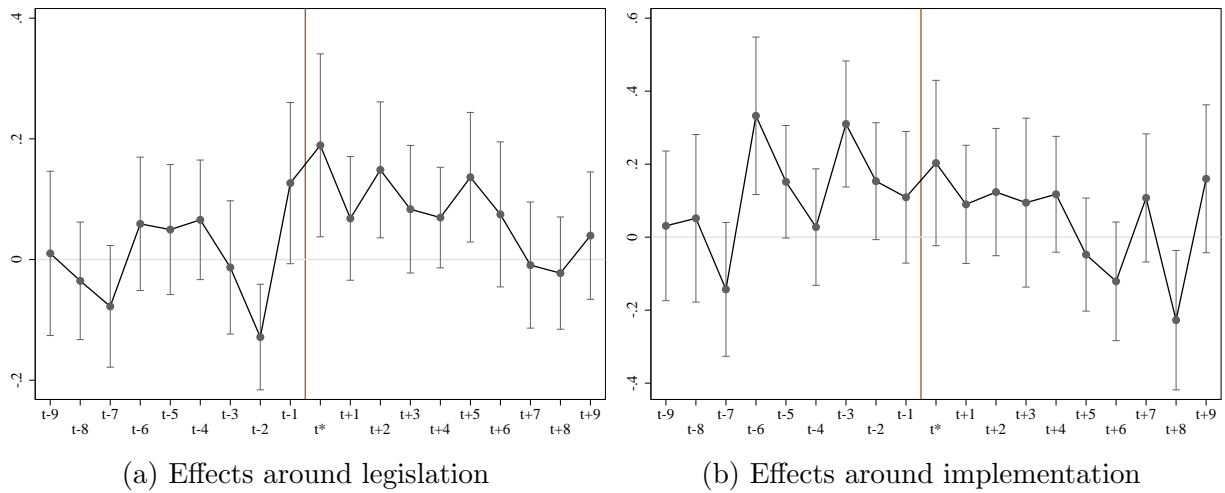 .4
.2
0
-.2
t-9 t-7 t-5 t-3 t-1 t+1 t+3 t+5 t+7 t+9
t-8 t-6 t-4 t-2 t* t+2 t+4 t+6 t+8
(a) Effects around legislation
.6
.4
.2
0
-.2
-.4
t-9 t-7 t-5 t-3 t-1 t+1 t+3 t+5 t+7 t+9
t-8 t-6 t-4 t-2 t* t+2 t+4 t+6 t+8
(b) Effects around implementation